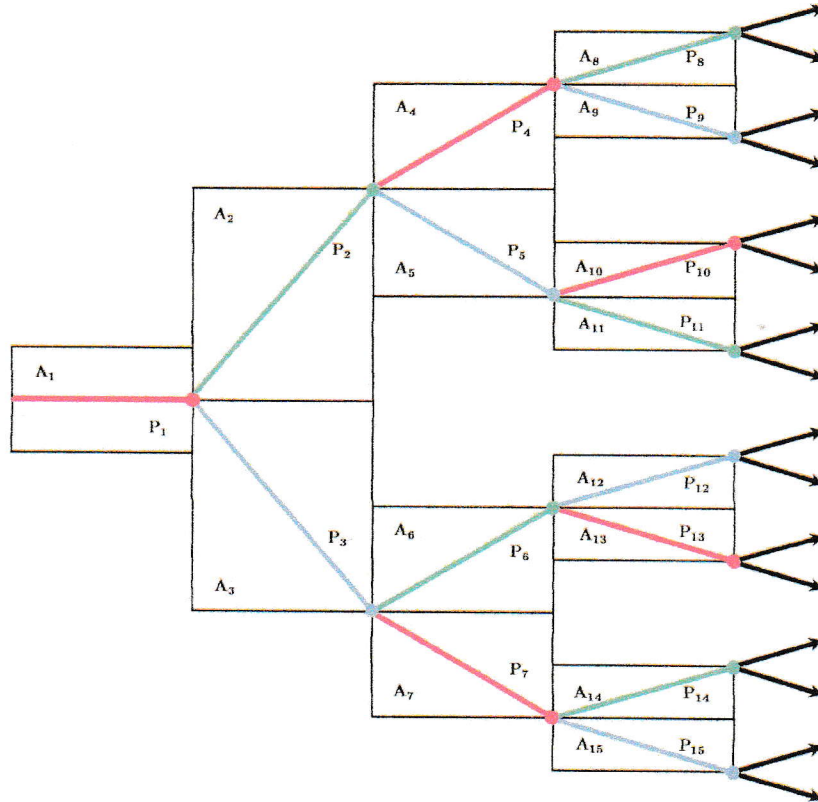 A₈ P₈
A₄
P₄
A₉ P₉
A₂
P₂
P₅
A₅
A₁₀ P₁₀
A₁₁ P₁₁
A₁
P₁
A₁₂ P₁₂
P₃
A₆
P₆
A₁₃ P₁₃
A₃
P₇
A₇
A₁₄ P₁₄
A₁₅ P₁₅